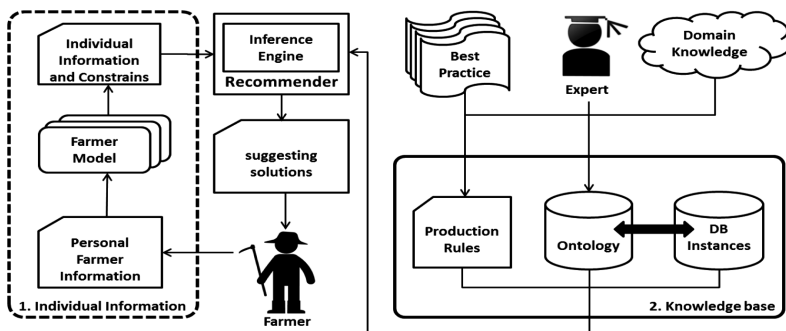 Individual
Information
and Constrains
Inference
Engine
Recommender
Farmer
Model
suggesting
solutions
Personal
Farmer
Information
1. Individual Information
Farmer
Best
Practice
Expert
Domain
Knowledge
Production
Rules
Ontology
DB
Instances
2. Knowledge base